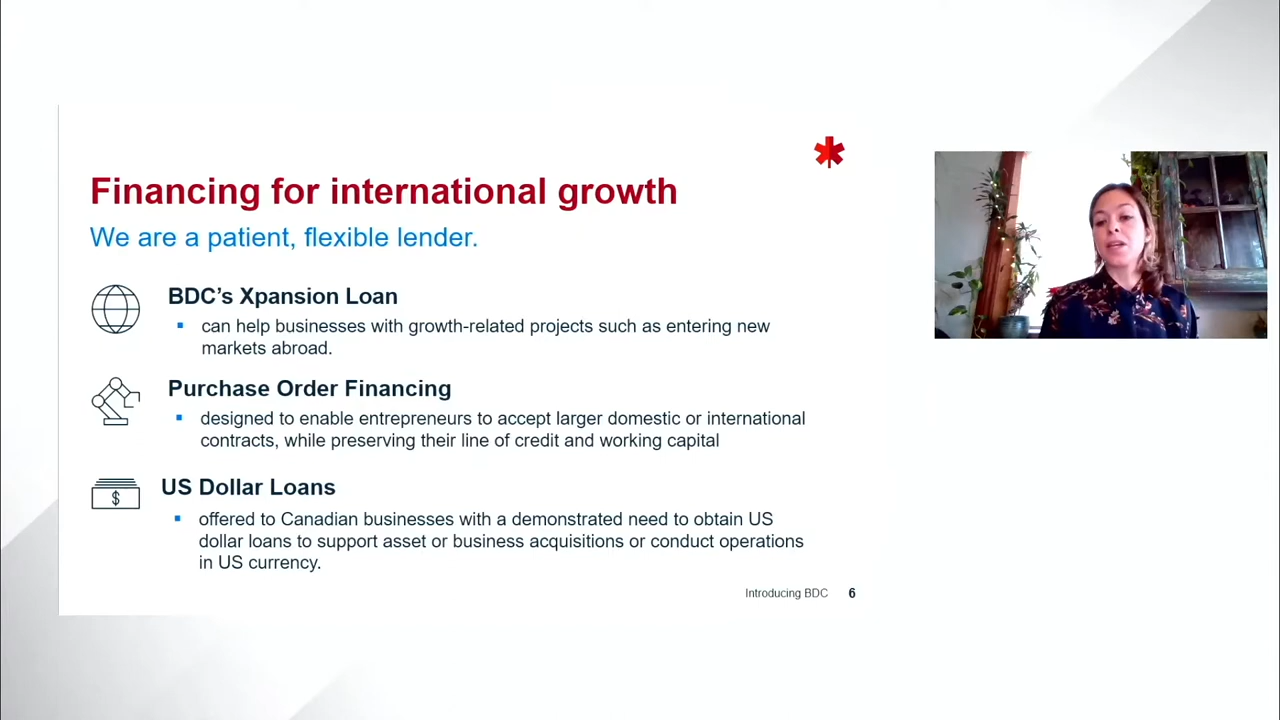 Financing for international growth
We are a patient, flexible lender.
BDC’s Xpansion Loan
▪ can help businesses with growth-related projects such as entering new
markets abroad.
Purchase Order Financing
▪ designed to enable entrepreneurs to accept larger domestic or international
contracts, while preserving their line of credit and working capital
$
US Dollar Loans
▪ offered to Canadian businesses with a demonstrated need to obtain US
dollar loans to support asset or business acquisitions or conduct operations
in US currency.
Introducing BDC 6